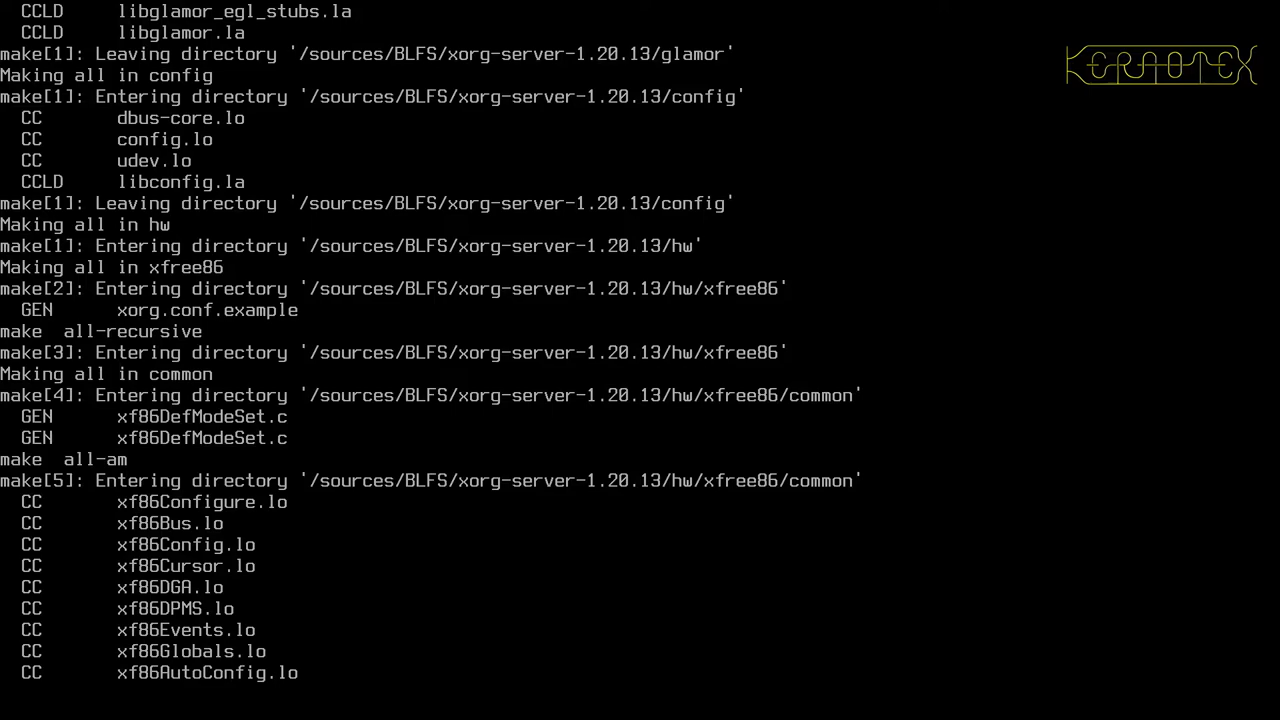 CCLD     libglamor_egl_stubs.la
  CCLD     libglamor.la
make[1]: Leaving directory '/sources/BLFS/xorg-server-1.20.13/glamor'
KERNOTEX
Making all in config
make[1]: Entering directory '/sources/BLFS/xorg-server-1.20.13/config'
  CC       dbus-core.lo
  CC       config.lo
  CC       udev.lo
  CCLD     libconfig.la
make[1]: Leaving directory '/sources/BLFS/xorg-server-1.20.13/config'
Making all in hw
make[1]: Entering directory '/sources/BLFS/xorg-server-1.20.13/hw'
Making all in xfree86
make[2]: Entering directory '/sources/BLFS/xorg-server-1.20.13/hw/xfree86'
  GEN      xorg.conf.example
make  all-recursive
make[3]: Entering directory '/sources/BLFS/xorg-server-1.20.13/hw/xfree86'
Making all in common
make[4]: Entering directory '/sources/BLFS/xorg-server-1.20.13/hw/xfree86/common'
  GEN      xf86DefModeSet.c
  GEN      xf86DefModeSet.c
make  all-am
make[5]: Entering directory '/sources/BLFS/xorg-server-1.20.13/hw/xfree86/common'
  CC       xf86Configure.lo
  CC       xf86Bus.lo
  CC       xf86Config.lo
  CC       xf86Cursor.lo
  CC       xf86DGA.lo
  CC       xf86DPMS.lo
  CC       xf86Events.lo
  CC       xf86Globals.lo
  CC       xf86AutoConfig.lo